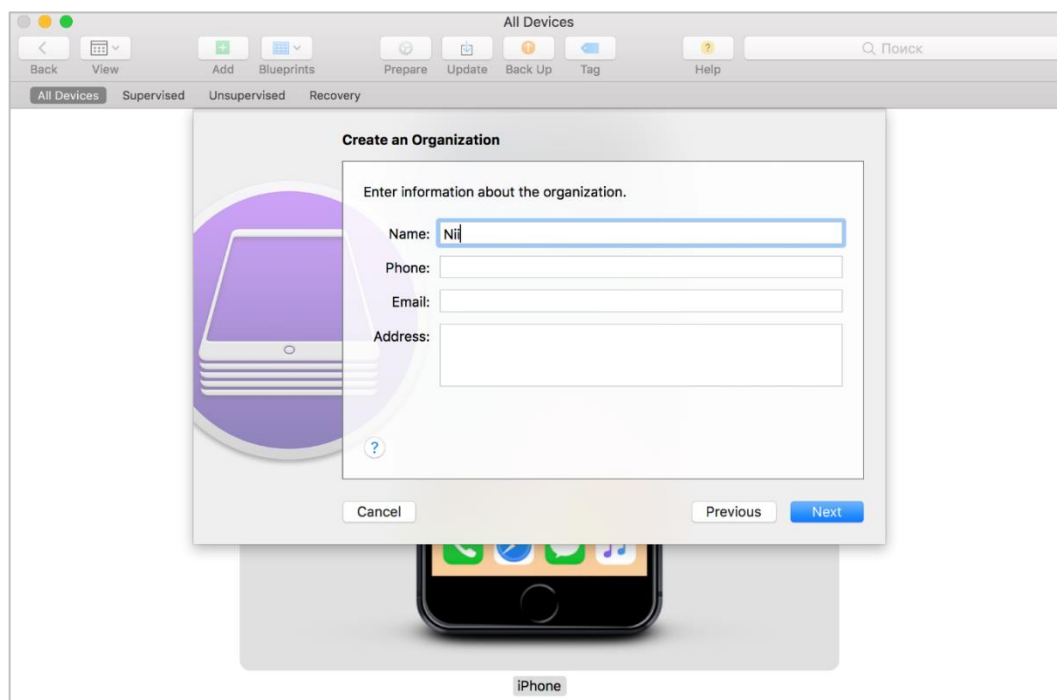 All Devices
Back View Add Blueprints Prepare Update Back Up Tag ? Help Поиск
All Devices Supervised Unsupervised Recovery
Create an Organization
Enter information about the organization.
Name: Nii
Phone:
Email:
Address:
?
Cancel Previous Next
iPhone